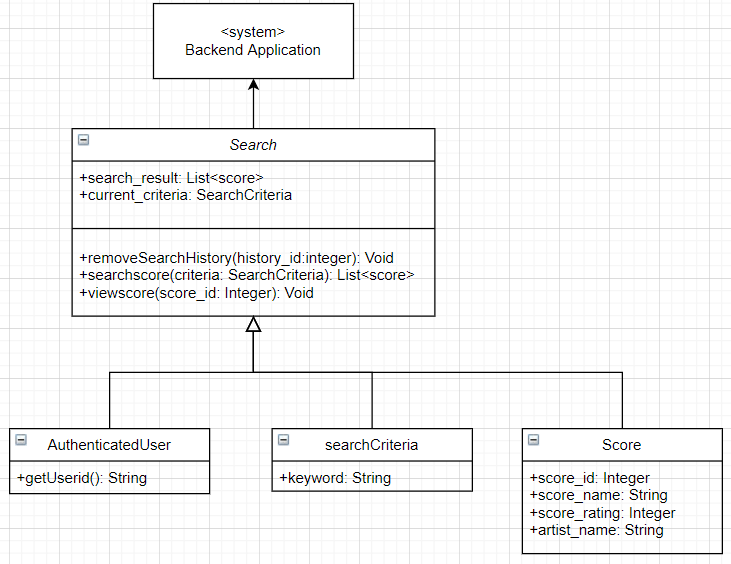 <system>
Backend Application
Search
+search_result: List<score>
+current_criteria: SearchCriteria
+removeSearchHistory(history_id:integer): Void
+searchscore(criteria: SearchCriteria): List<score>
+viewscore(score_id: Integer): Void
AuthenticatedUser
+getUserid(): String
searchCriteria
+keyword: String
Score
+score_id: Integer
+score_name: String
+score_rating: Integer
+artist_name: String